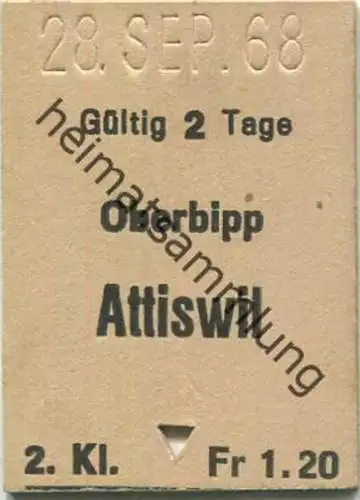 28. SEP. 68
Gültig 2 Tage
Oberbipp
Attiswil
2. Kl. Fr 1.20
heimatsammlung